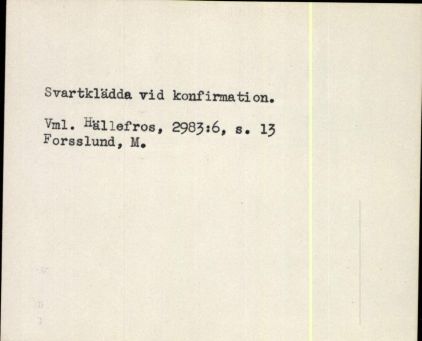 Svartklädda vid konfirmation.
Vml. Hällefros, 2983:6, s. 13
Forsslund, M.